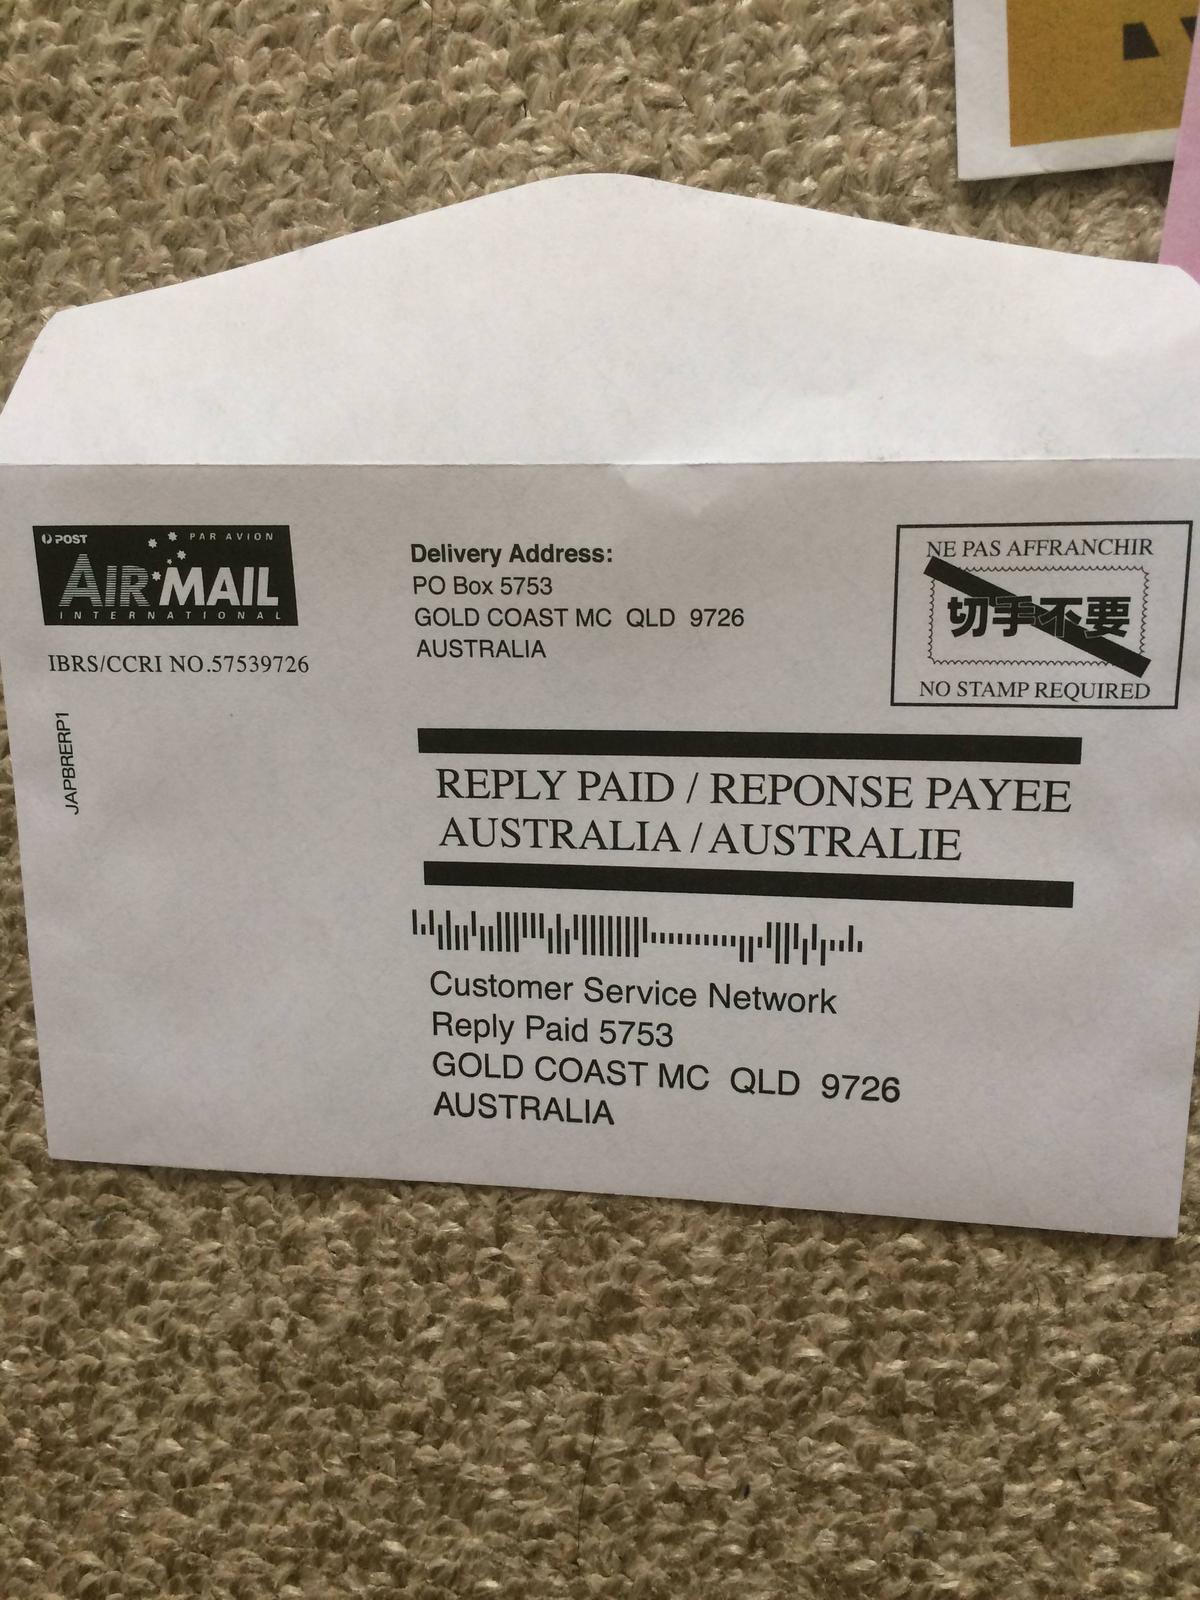 POST
PAR AVION
AIR MAIL
INTERNATIONAL
IBRS/CCRI NO.57539726
JAPBRERP1
Delivery Address:
PO Box 5753
GOLD COAST MC QLD 9726
AUSTRALIA
NE PAS AFFRANCHIR
切手不要
NO STAMP REQUIRED
REPLY PAID / REPONSE PAYEE
AUSTRALIA / AUSTRALIE
Customer Service Network
Reply Paid 5753
GOLD COAST MC QLD 9726
AUSTRALIA